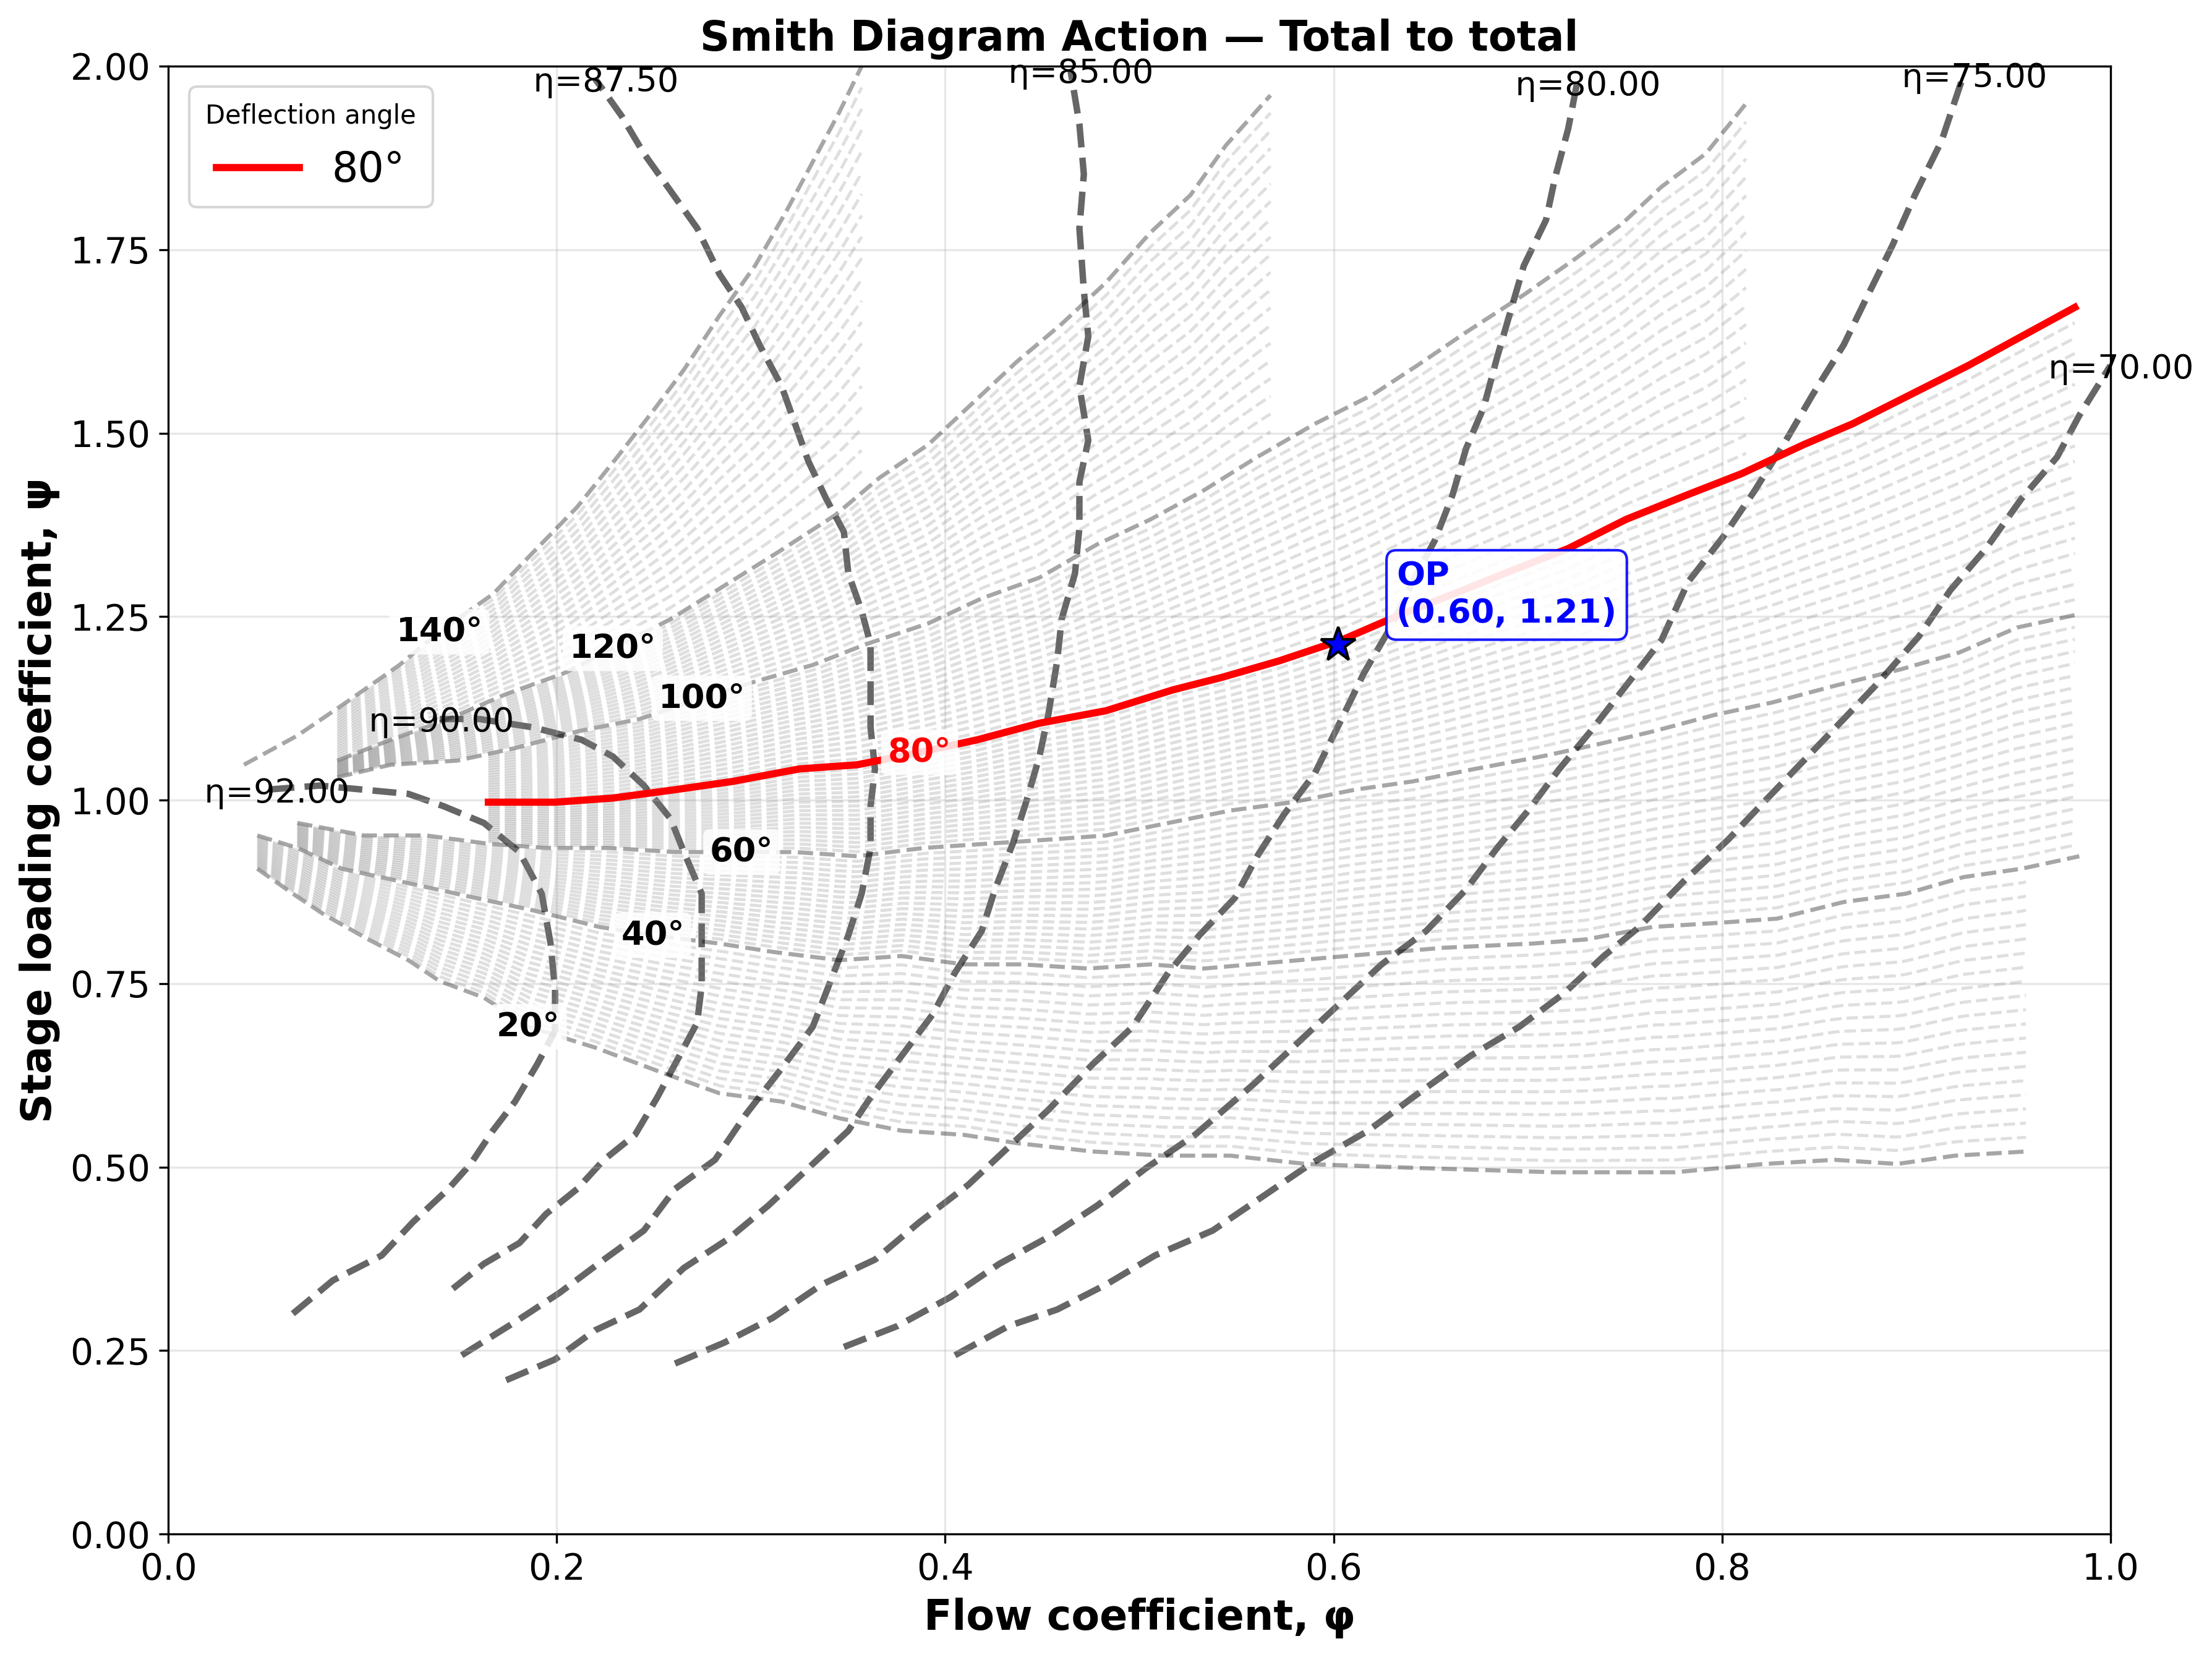 Smith Diagram Action — Total to total
Deflection angle
80°
η=87.50
η=85.00
η=80.00
η=75.00
η=70.00
η=90.00
η=92.00
140°
120°
100°
80°
60°
40°
20°
OP
(0.60, 1.21)
2.00
1.75
1.50
1.25
1.00
0.75
0.50
0.25
0.00
Stage loading coefficient, ψ
0.0 0.2 0.4 0.6 0.8 1.0
Flow coefficient, φ